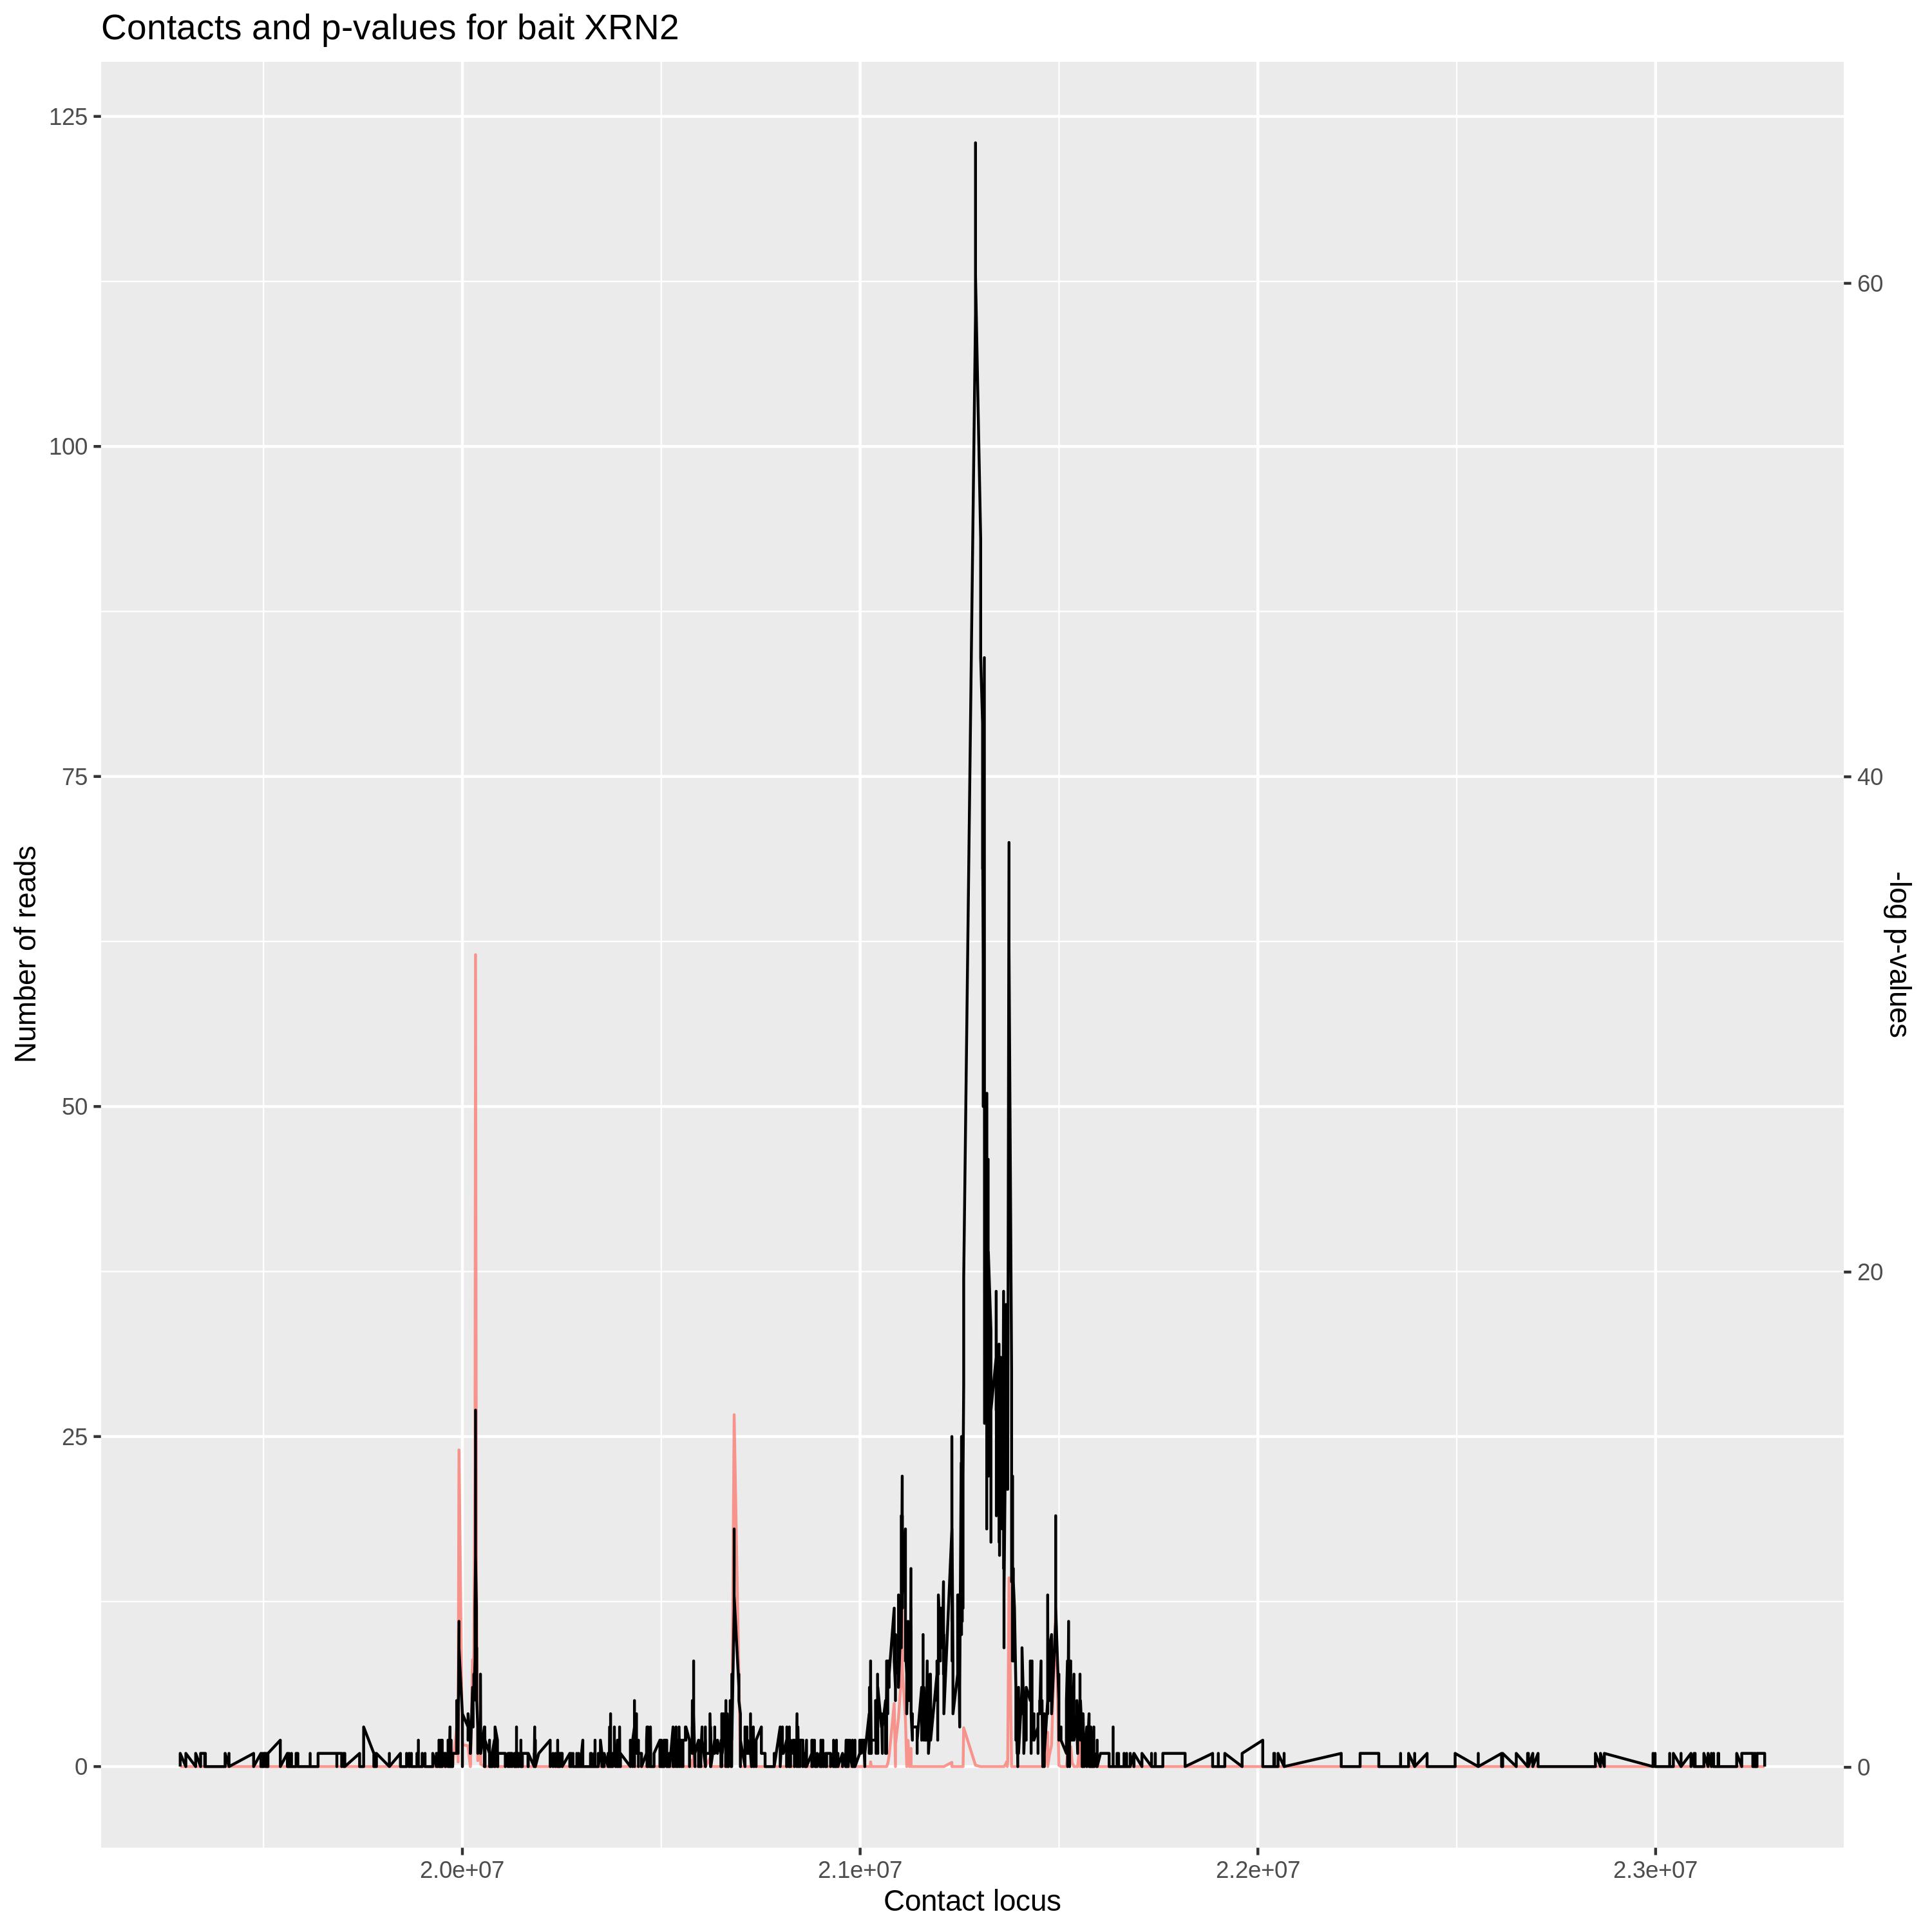 Contacts and p-values for bait XRN2
125
100
75
50
25
0
Number of reads
60
40
20
0
-log p-values
2.0e+07 2.1e+07 2.2e+07 2.3e+07
Contact locus